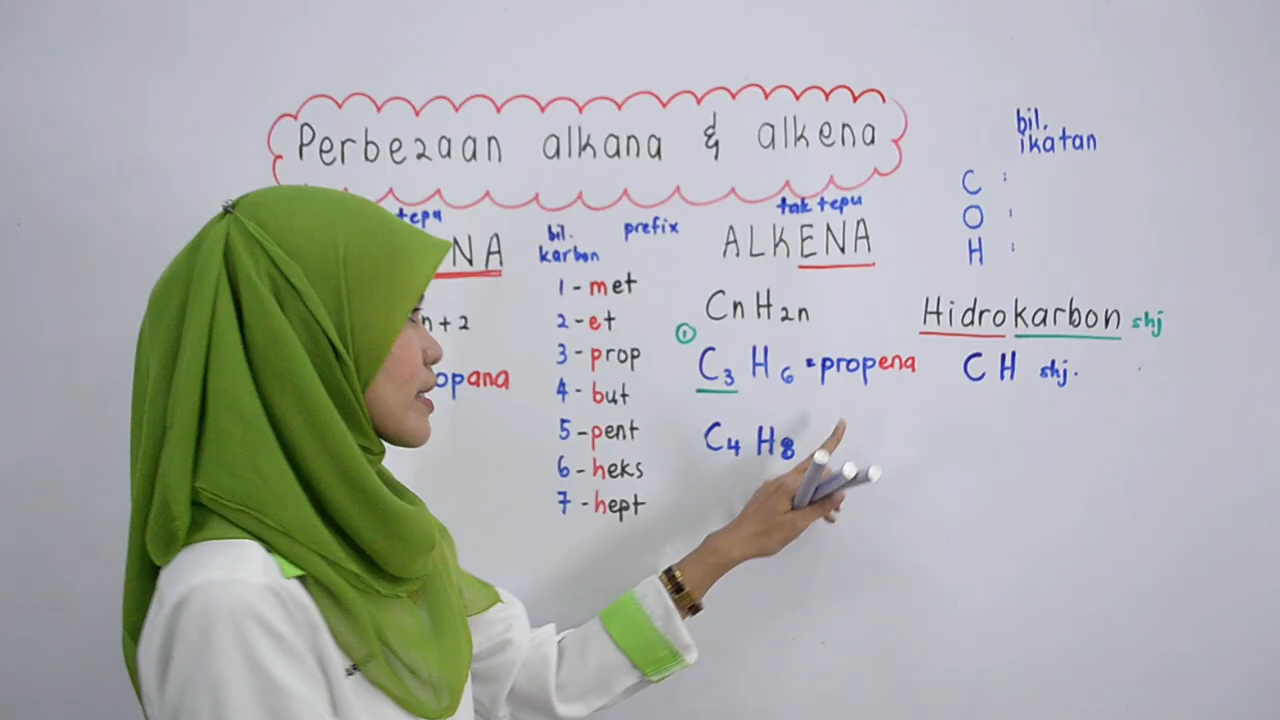 Perbezaan alkana & alkena
tepu
NA
n + 2
opana
bil.
karbon
prefix
1 - met
2 - et
3 - prop
4 - but
5 - pent
6 - heks
7 - hept
tak tepu
ALKENA
CnH2n
①
C3 H6 = propena
C4 H8
bil.
ikatan
C :
O :
H :
Hidrokarbon shj
CH shj.